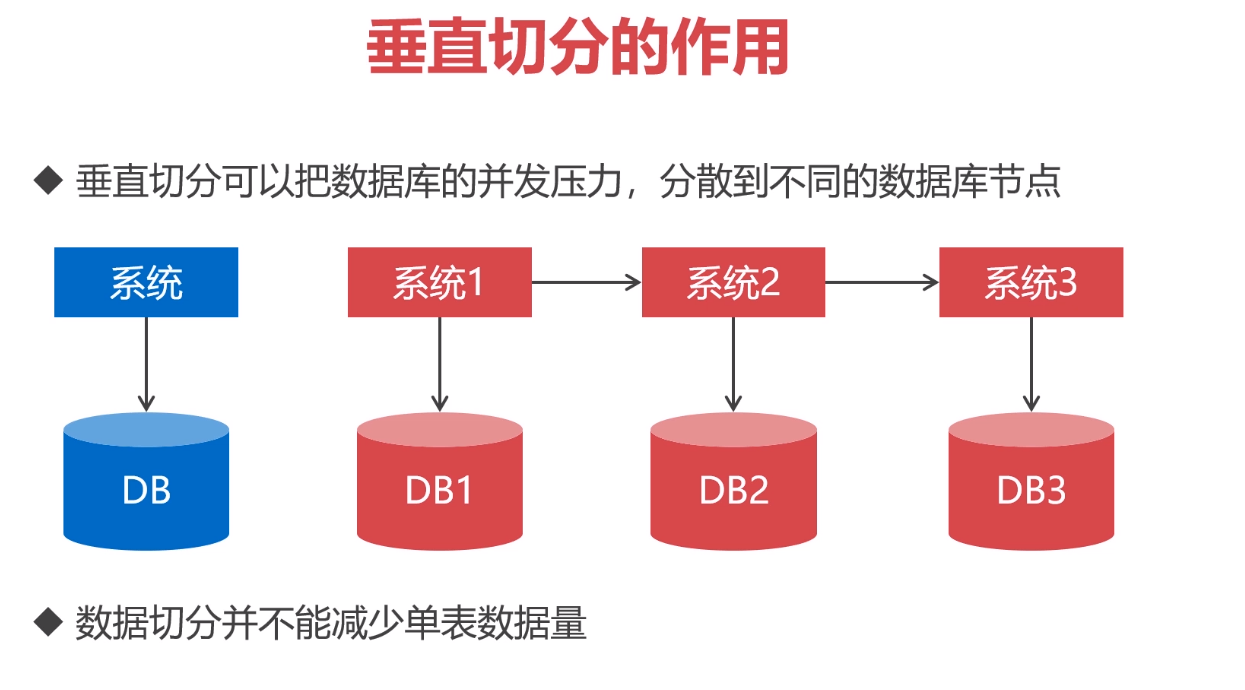 垂直切分的作用
◆ 垂直切分可以把数据库的并发压力，分散到不同的数据库节点
系统
系统1
系统2
系统3
DB
DB1
DB2
DB3
◆ 数据切分并不能减少单表数据量